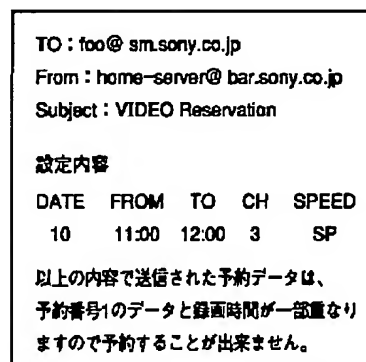 TO：foo@ sm.sony.co.jp
From：home-server@ bar.sony.co.jp
Subject：VIDEO Reservation
設定内容
DATE FROM TO CH SPEED
10 11:00 12:00 3 SP
以上の内容で送信された予約データは、
予約番号1のデータと録画時間が一部重なり
ますので予約することが出来ません。